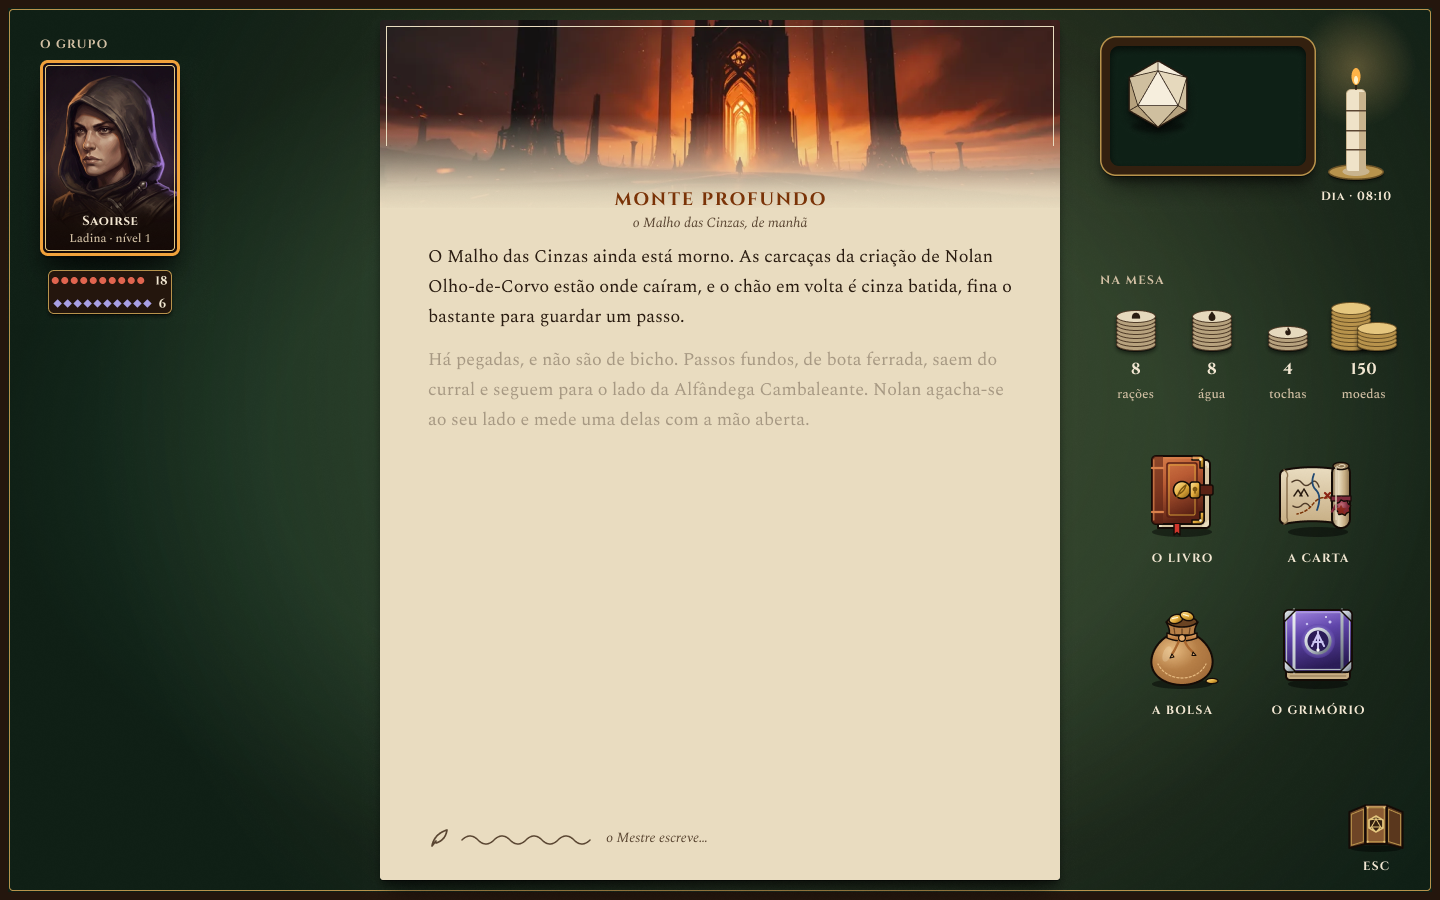 O GRUPO
SAOIRSE
Ladina · nível 1
18
6
MONTE PROFUNDO
o Malho das Cinzas, de manhã
O Malho das Cinzas ainda está morno. As carcaças da criação de Nolan
Olho-de-Corvo estão onde caíram, e o chão em volta é cinza batida, fina o
bastante para guardar um passo.
Há pegadas, e não são de bicho. Passos fundos, de bota ferrada, saem do
curral e seguem para o lado da Alfândega Cambaleante. Nolan agacha-se
ao seu lado e mede uma delas com a mão aberta.
o Mestre escreve...
DIA · 08:10
NA MESA
8
8
4
150
rações
água
tochas
moedas
O LIVRO
A CARTA
A BOLSA
O GRIMÓRIO
ESC